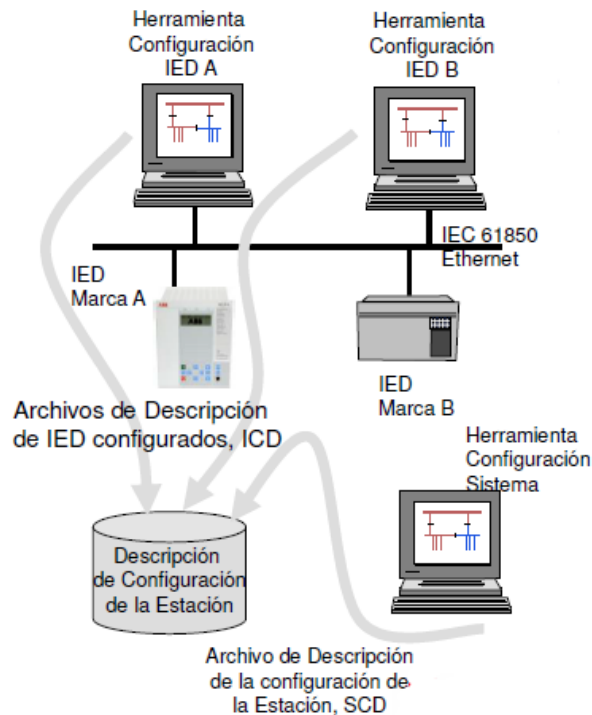 Herramienta
Configuración
IED A
Herramienta
Configuración
IED B
IEC 61850
Ethernet
IED
Marca A
ABB
IED
Marca B
Archivos de Descripción
de IED configurados, ICD
Herramienta
Configuración
Sistema
Descripción
de Configuración
de la Estación
Archivo de Descripción
de la configuración de
la Estación, SCD